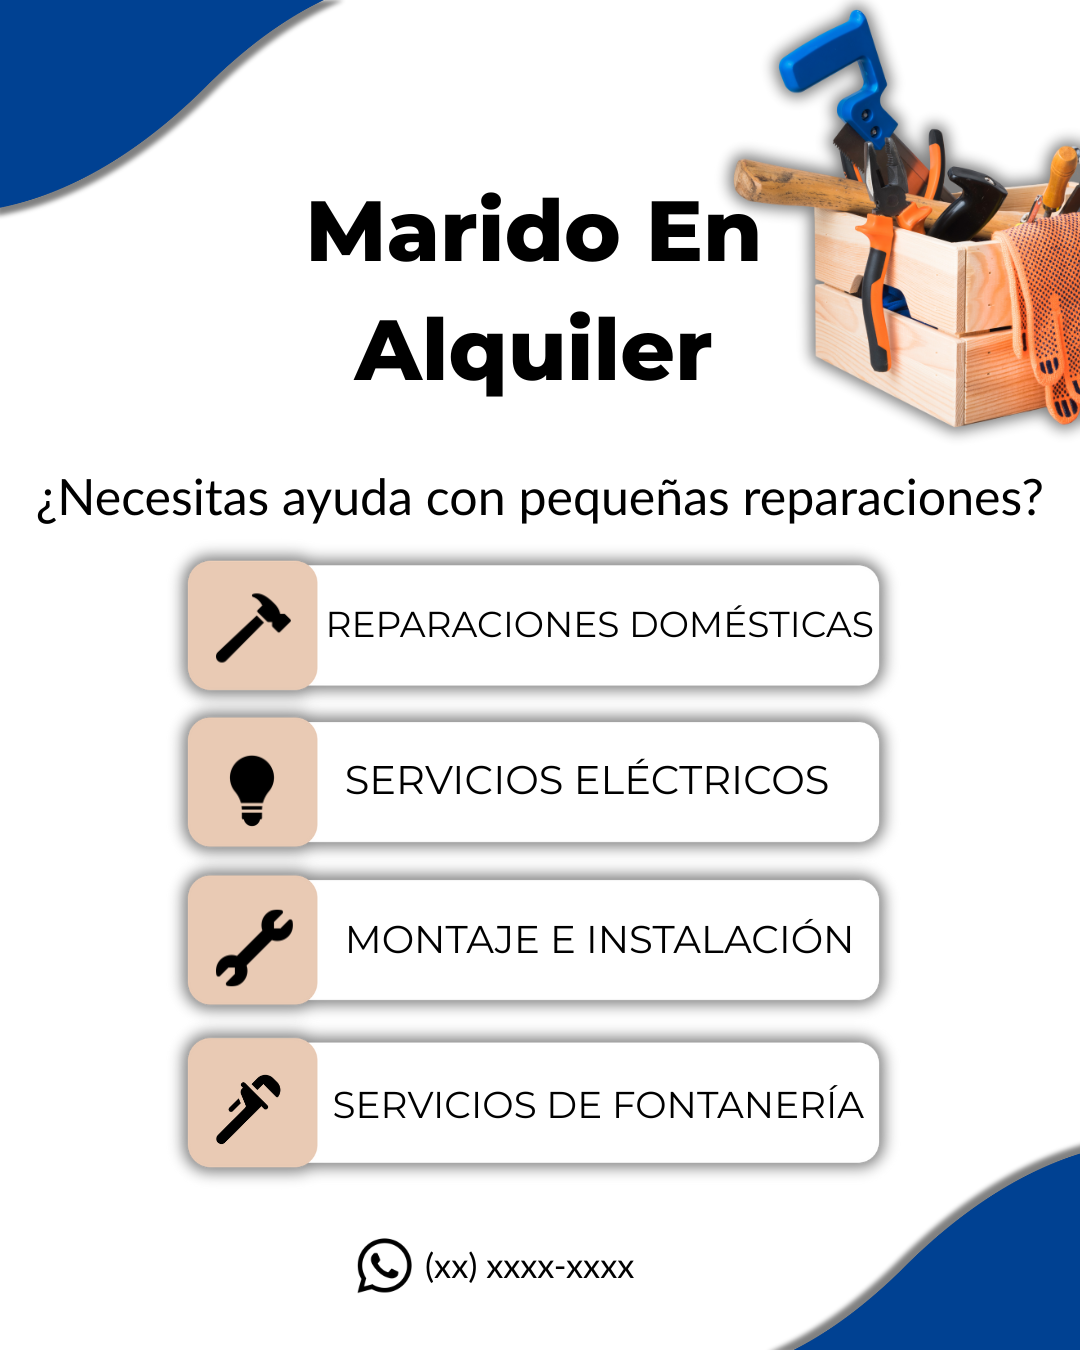 Marido En
Alquiler
¿Necesitas ayuda con pequeñas reparaciones?
REPARACIONES DOMÉSTICAS
SERVICIOS ELÉCTRICOS
MONTAJE E INSTALACIÓN
SERVICIOS DE FONTANERÍA
(xx) xxxx-xxxx